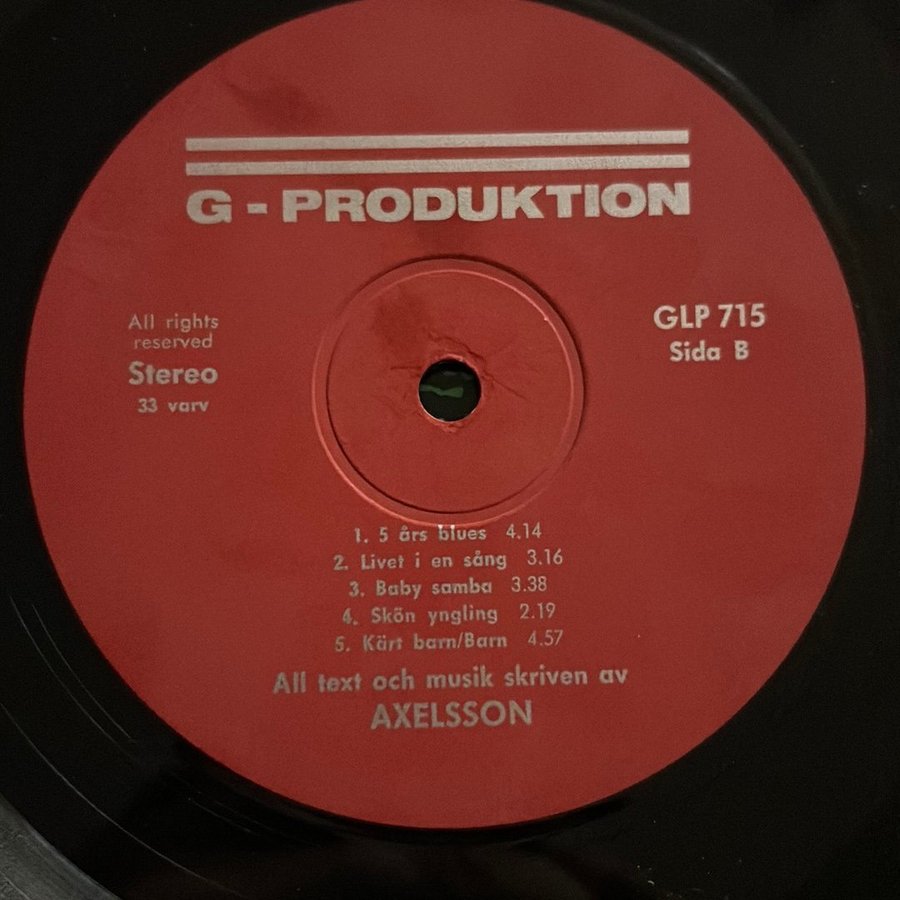 G - PRODUKTION
All rights
reserved
Stereo
33 varv
GLP 715
Sida B
1. 5 års blues 4.14
2. Livet i en sång 3.16
3. Baby samba 3.38
4. Skön yngling 2.19
5. Kärt barn/Barn 4.57
All text och musik skriven av
AXELSSON